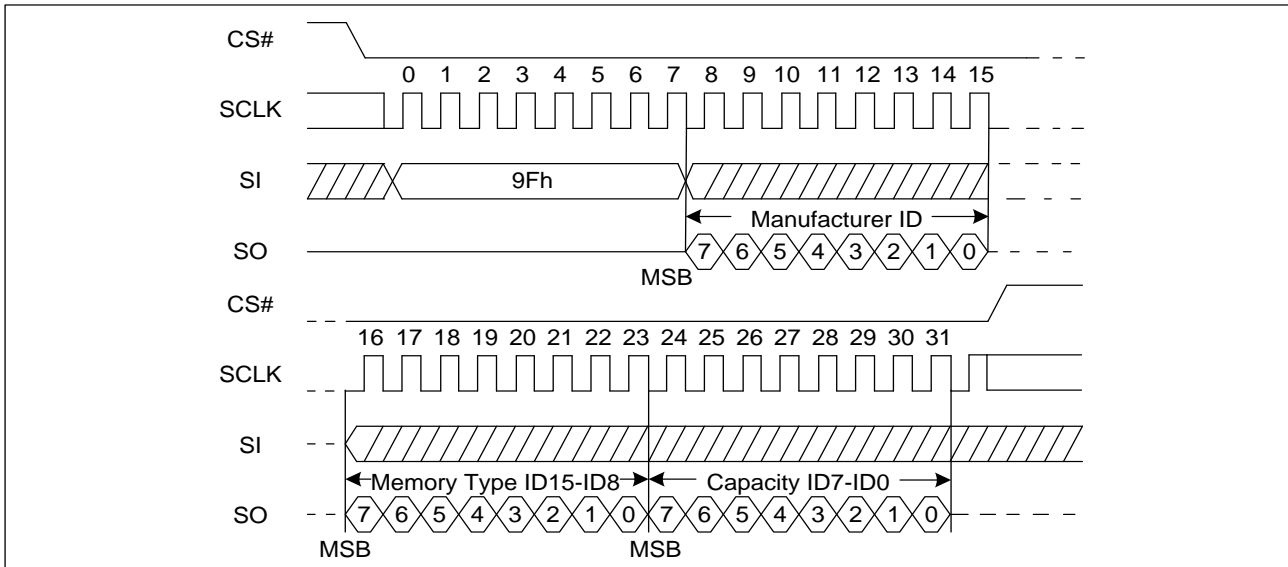 CS#
0 1 2 3 4 5 6 7 8 9 10 11 12 13 14 15
SCLK
SI
9Fh
Manufacturer ID
SO
7 6 5 4 3 2 1 0
MSB
CS#
16 17 18 19 20 21 22 23 24 25 26 27 28 29 30 31
SCLK
SI
Memory Type ID15-ID8 Capacity ID7-ID0
SO
7 6 5 4 3 2 1 0 7 6 5 4 3 2 1 0
MSB MSB